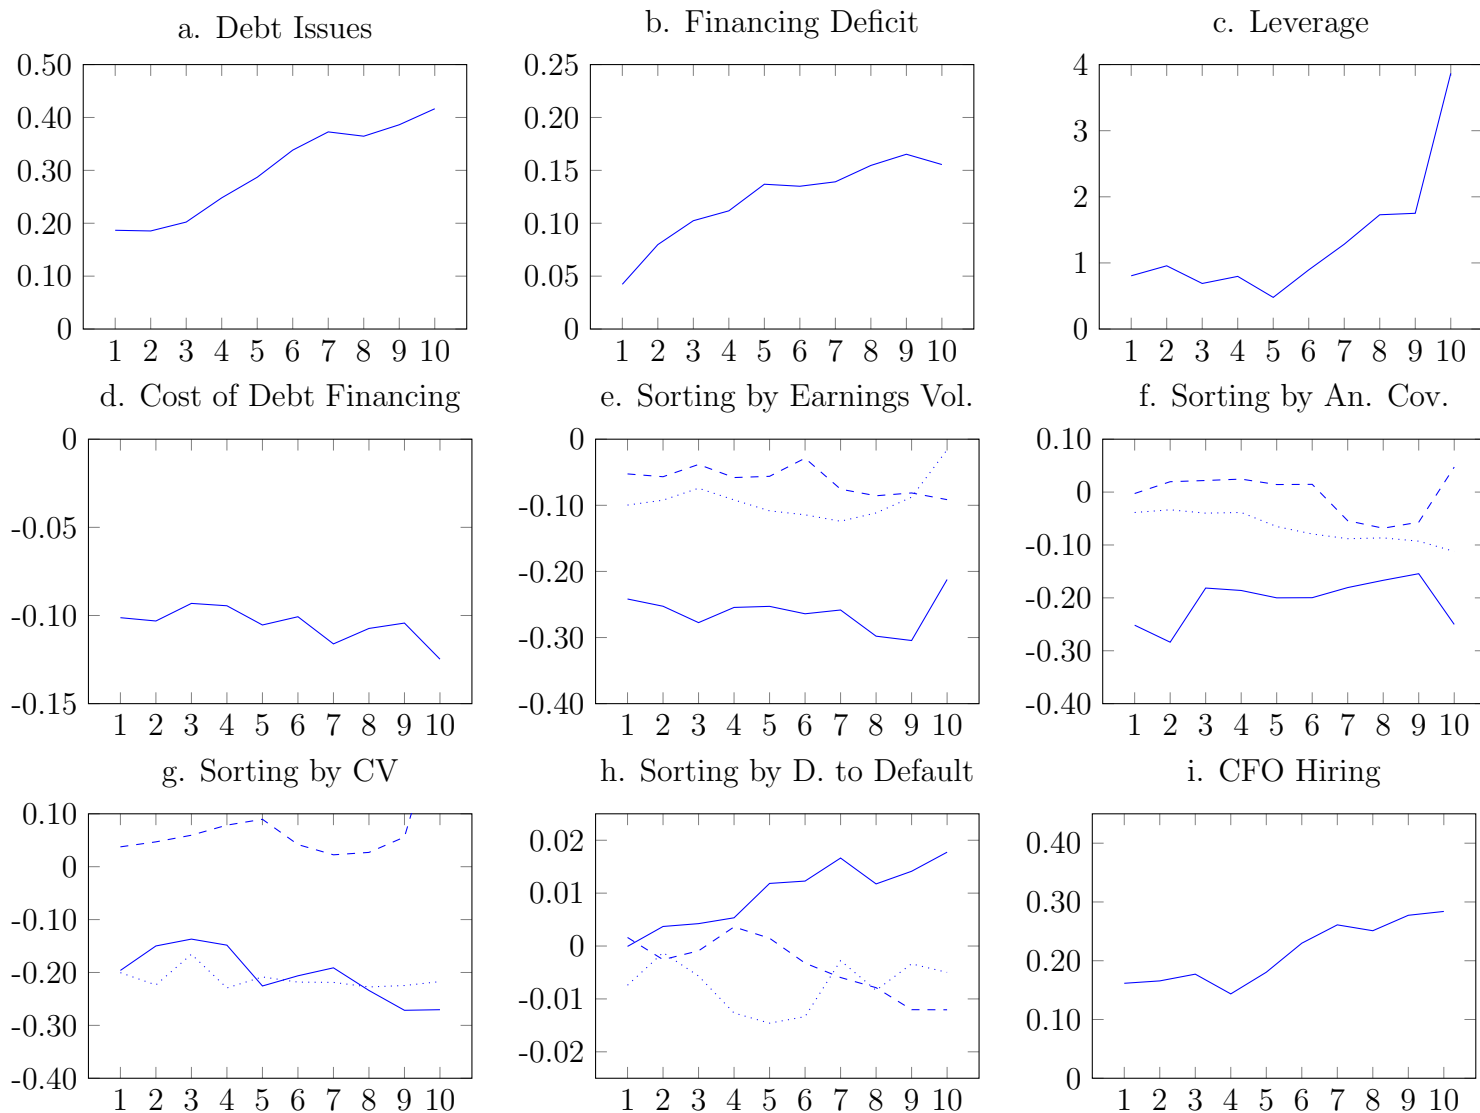 a. Debt Issues
0.50
0.40
0.30
0.20
0.10
0
1 2 3 4 5 6 7 8 9 10
b. Financing Deficit
0.25
0.20
0.15
0.10
0.05
0
1 2 3 4 5 6 7 8 9 10
c. Leverage
4
3
2
1
0
1 2 3 4 5 6 7 8 9 10
d. Cost of Debt Financing
0
-0.05
-0.10
-0.15
1 2 3 4 5 6 7 8 9 10
e. Sorting by Earnings Vol.
0
-0.10
-0.20
-0.30
-0.40
1 2 3 4 5 6 7 8 9 10
f. Sorting by An. Cov.
0.10
0
-0.10
-0.20
-0.30
-0.40
1 2 3 4 5 6 7 8 9 10
g. Sorting by CV
0.10
0
-0.10
-0.20
-0.30
-0.40
1 2 3 4 5 6 7 8 9 10
h. Sorting by D. to Default
0.02
0.01
0
-0.01
-0.02
1 2 3 4 5 6 7 8 9 10
i. CFO Hiring
0.40
0.30
0.20
0.10
0
1 2 3 4 5 6 7 8 9 10